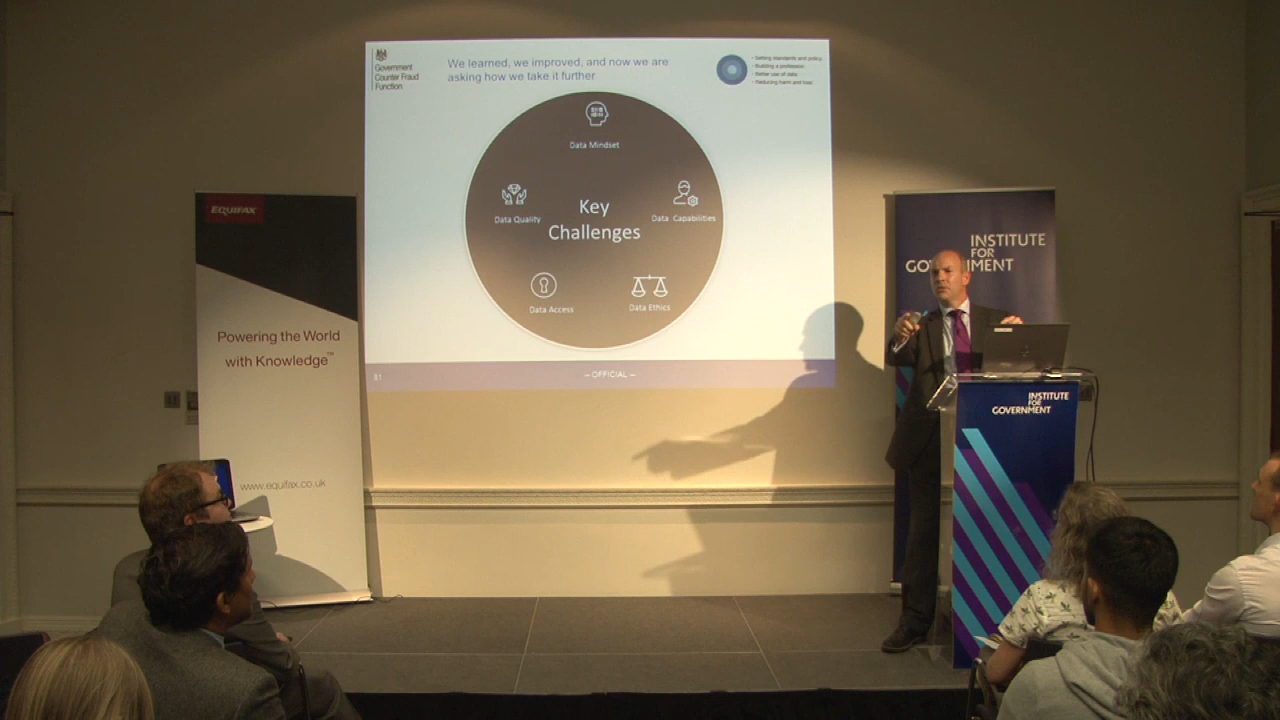 Government
Counter Fraud
Function
We learned, we improved, and now we are
asking how we take it further
- Setting standards and policy
- Building a profession
- Better use of data
- Reducing harm and loss
Data Mindset
Data Quality
Data Capabilities
Key
Challenges
Data Access
Data Ethics
— OFFICIAL —
EQUIFAX
Powering the World
with Knowledge™
www.equifax.co.uk
INSTITUTE
FOR
INSTITUTE
FOR
GOVERNMENT